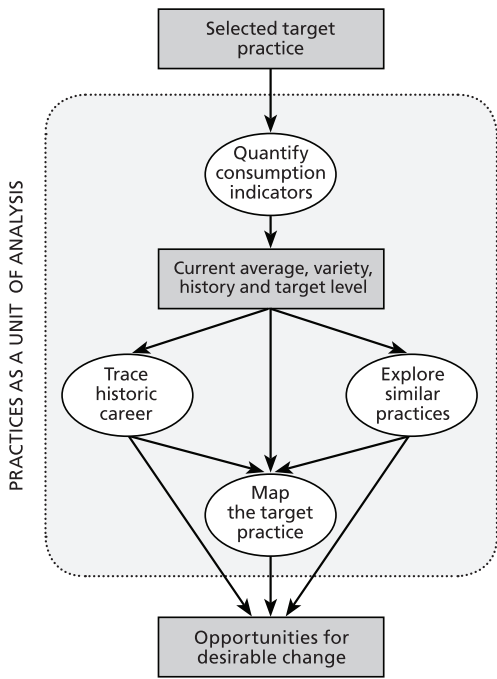 Selected target
practice
PRACTICES AS A UNIT OF ANALYSIS
Quantify
consumption
indicators
Current average, variety,
history and target level
Trace
historic
career
Explore
similar
practices
Map
the target
practice
Opportunities for
desirable change